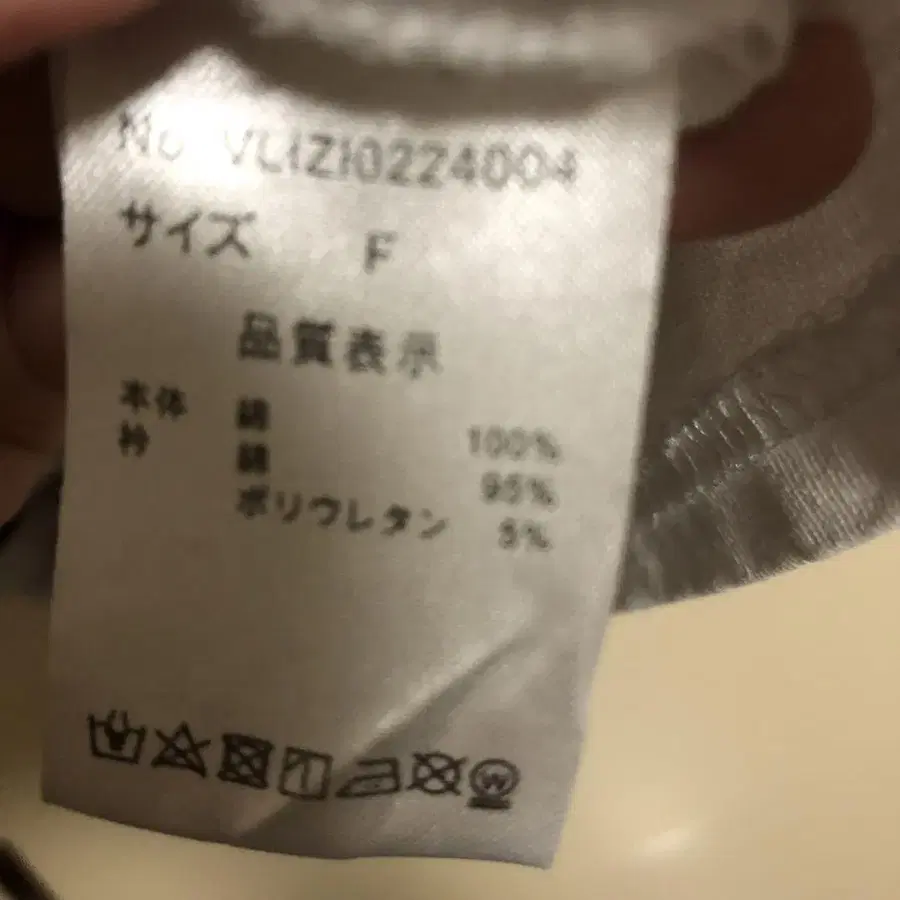 No. VLIZI0224004
サイズ F
品質表示
本体 綿 100%
衿 綿 95%
ポリウレタン 5%
W